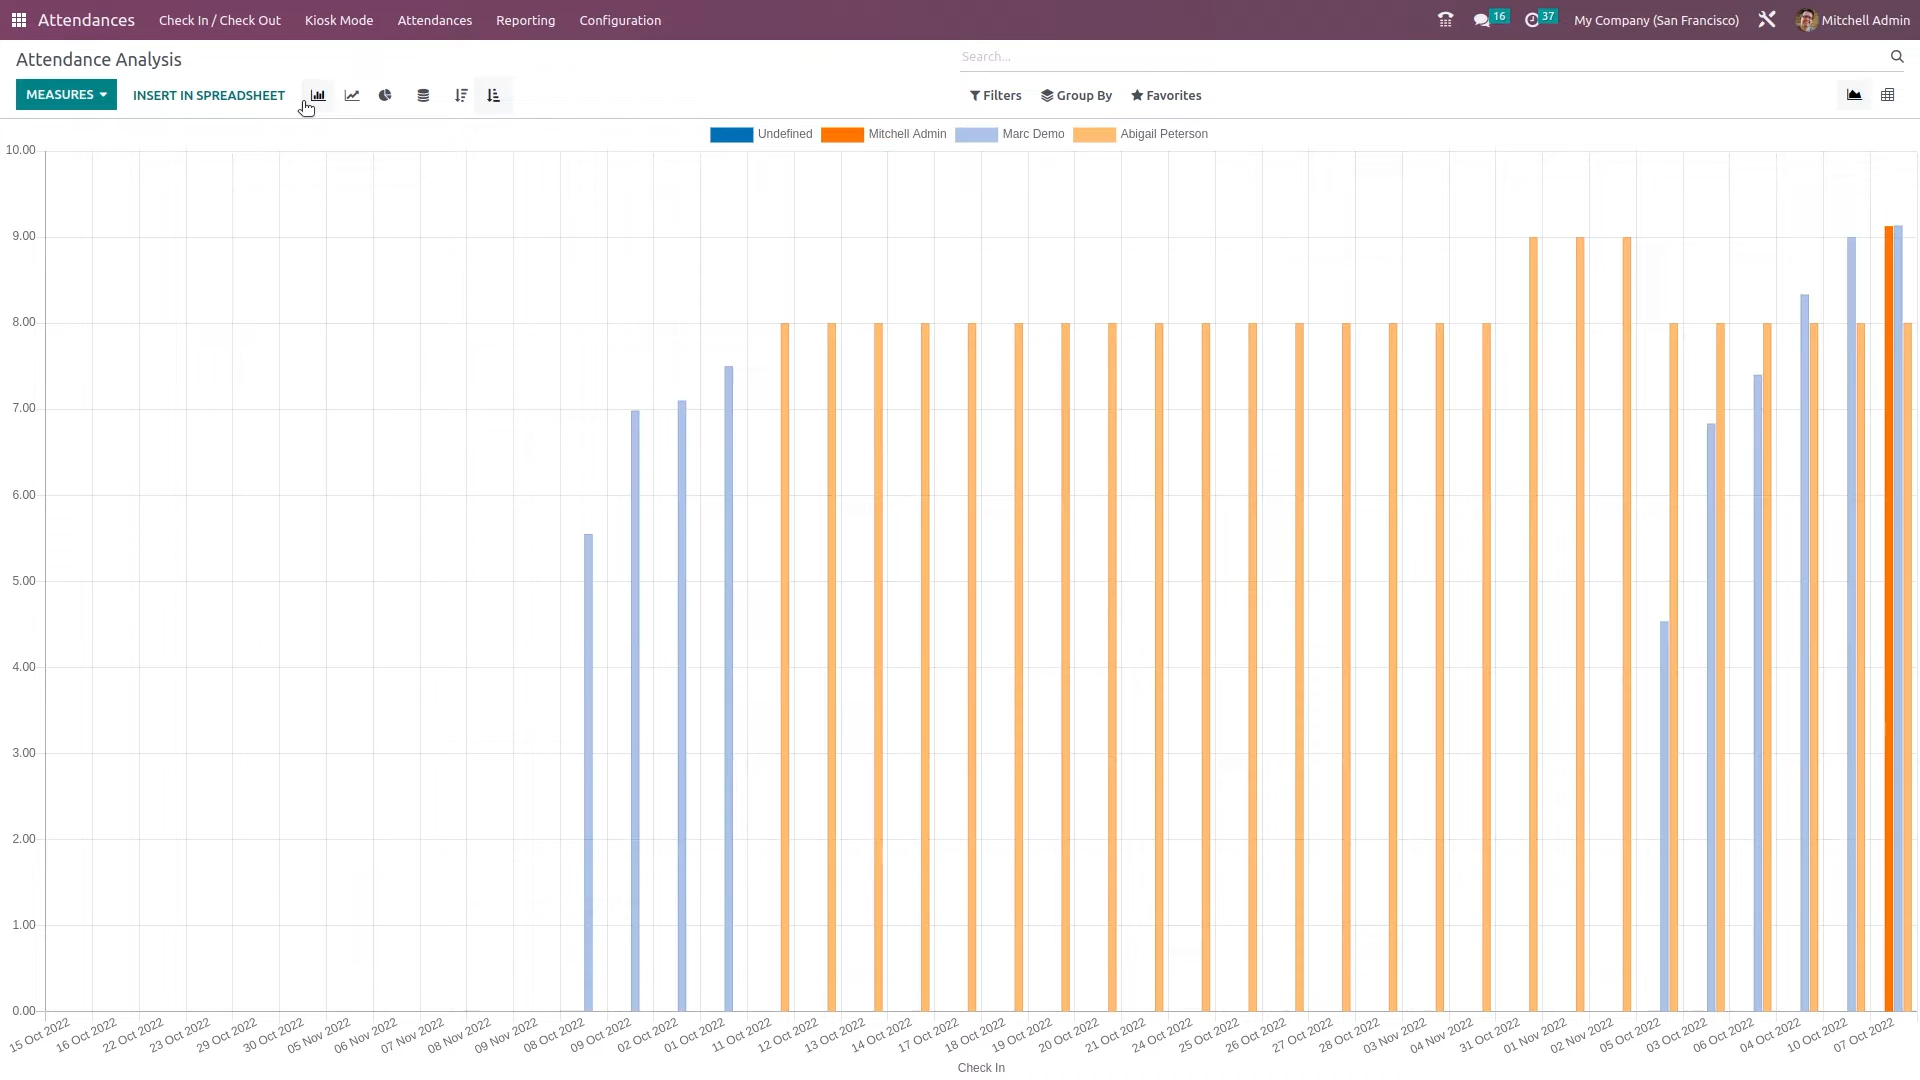 Attendances Check In / Check Out Kiosk Mode Attendances Reporting Configuration 16 37 My Company (San Francisco) Mitchell Admin
Attendance Analysis Search...
MEASURES INSERT IN SPREADSHEET Filters Group By Favorites
Undefined Mitchell Admin Marc Demo Abigail Peterson
10.00
9.00
8.00
7.00
6.00
5.00
4.00
3.00
2.00
1.00
0.00
15 Oct 2022 16 Oct 2022 22 Oct 2022 23 Oct 2022 29 Oct 2022 30 Oct 2022 05 Nov 2022 06 Nov 2022 07 Nov 2022 08 Nov 2022 09 Nov 2022 08 Oct 2022 09 Oct 2022 02 Oct 2022 01 Oct 2022 11 Oct 2022 12 Oct 2022 13 Oct 2022 14 Oct 2022 17 Oct 2022 18 Oct 2022 19 Oct 2022 20 Oct 2022 21 Oct 2022 24 Oct 2022 25 Oct 2022 26 Oct 2022 27 Oct 2022 28 Oct 2022 03 Nov 2022 04 Nov 2022 31 Oct 2022 01 Nov 2022 02 Nov 2022 05 Oct 2022 03 Oct 2022 06 Oct 2022 04 Oct 2022 10 Oct 2022 07 Oct 2022
Check In